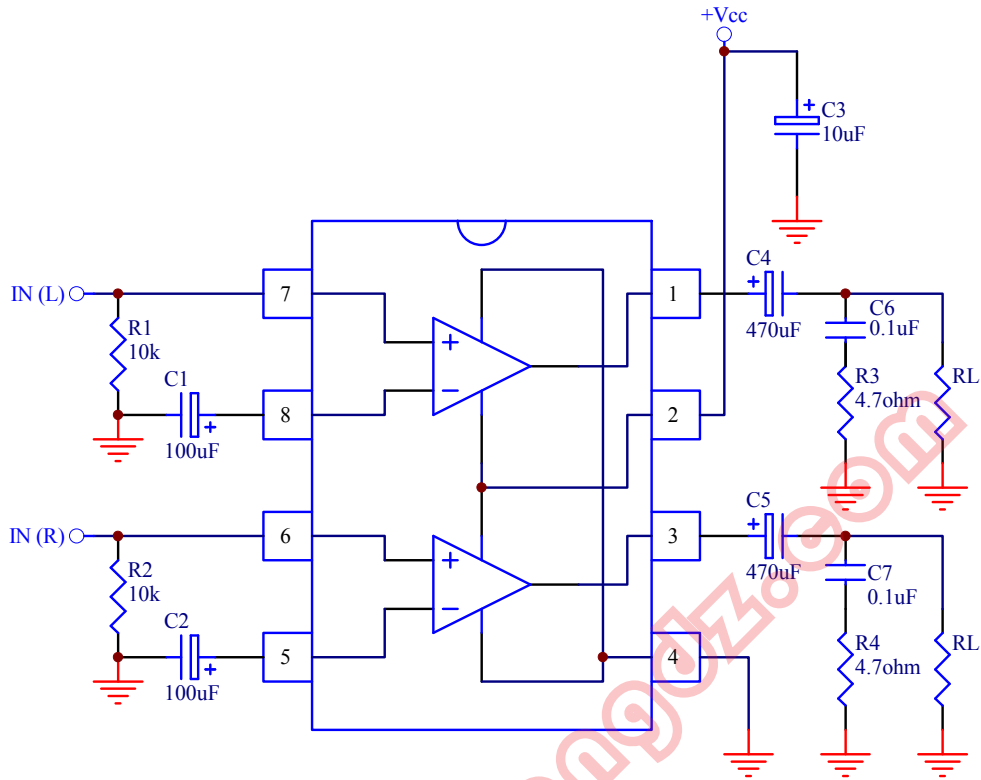 +Vcc
C3
10uF
IN (L)
R1
10k
C1
100uF
7
8
1
2
C4
470uF
C6
0.1uF
R3
4.7ohm
RL
IN (R)
R2
10k
C2
100uF
6
5
3
4
C5
470uF
C7
0.1uF
R4
4.7ohm
RL
+
+
+
+
+
+
−
+
−
ngdz.com